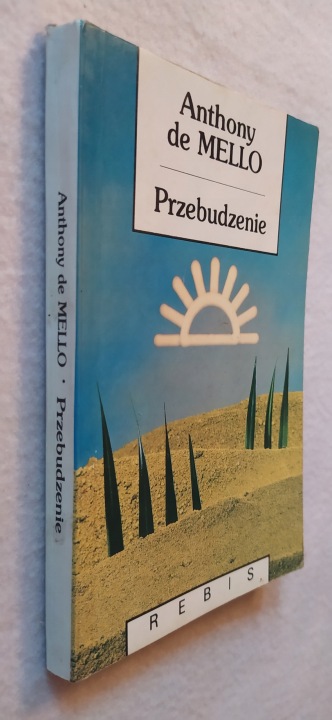 Anthony
de MELLO
Przebudzenie
REBIS
Anthony de MELLO · Przebudzenie